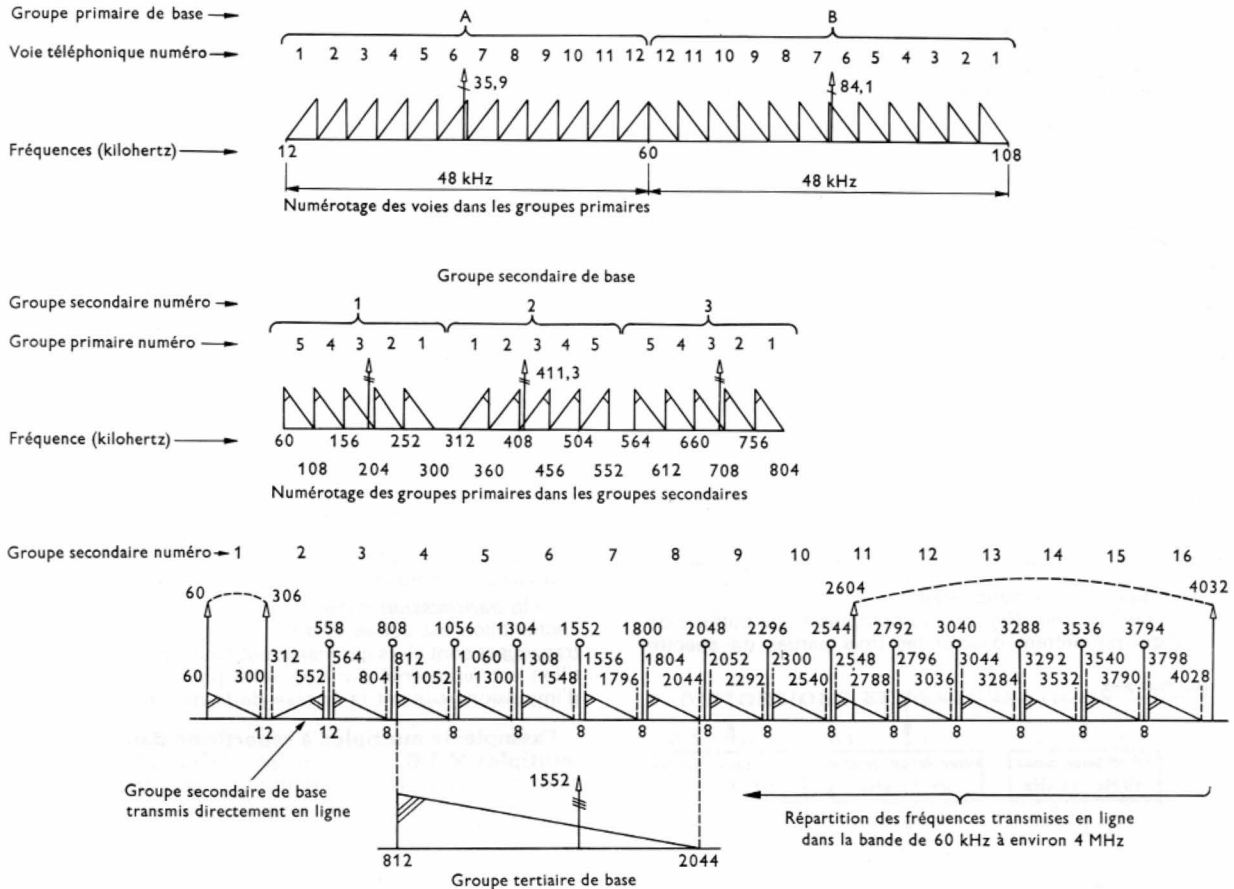 Groupe primaire de base →
A B
Voie téléphonique numéro →
1 2 3 4 5 6 7 8 9 10 11 12 12 11 10 9 8 7 6 5 4 3 2 1
35,9 84,1
Fréquences (kilohertz) →
12 60 108
48 kHz 48 kHz
Numérotage des voies dans les groupes primaires
Groupe secondaire de base
Groupe secondaire numéro →
1 2 3
Groupe primaire numéro →
5 4 3 2 1 1 2 3 4 5 5 4 3 2 1
411,3
Fréquence (kilohertz) →
60 156 252 312 408 504 564 660 756
108 204 300 360 456 552 612 708 804
Numérotage des groupes primaires dans les groupes secondaires
Groupe secondaire numéro → 1 2 3 4 5 6 7 8 9 10 11 12 13 14 15 16
60 306 2604 4032
558 808 1056 1304 1552 1800 2048 2296 2544 2792 3040 3288 3536 3794
312 564 812 1060 1308 1556 1804 2052 2300 2548 2796 3044 3292 3540 3798
60 300 552 804 1052 1300 1548 1796 2044 2292 2540 2788 3036 3284 3532 3790 4028
12 12 8 8 8 8 8 8 8 8 8 8 8 8 8
Groupe secondaire de base
transmis directement en ligne
1552
Répartition des fréquences transmises en ligne
dans la bande de 60 kHz à environ 4 MHz
812 2044
Groupe tertiaire de base